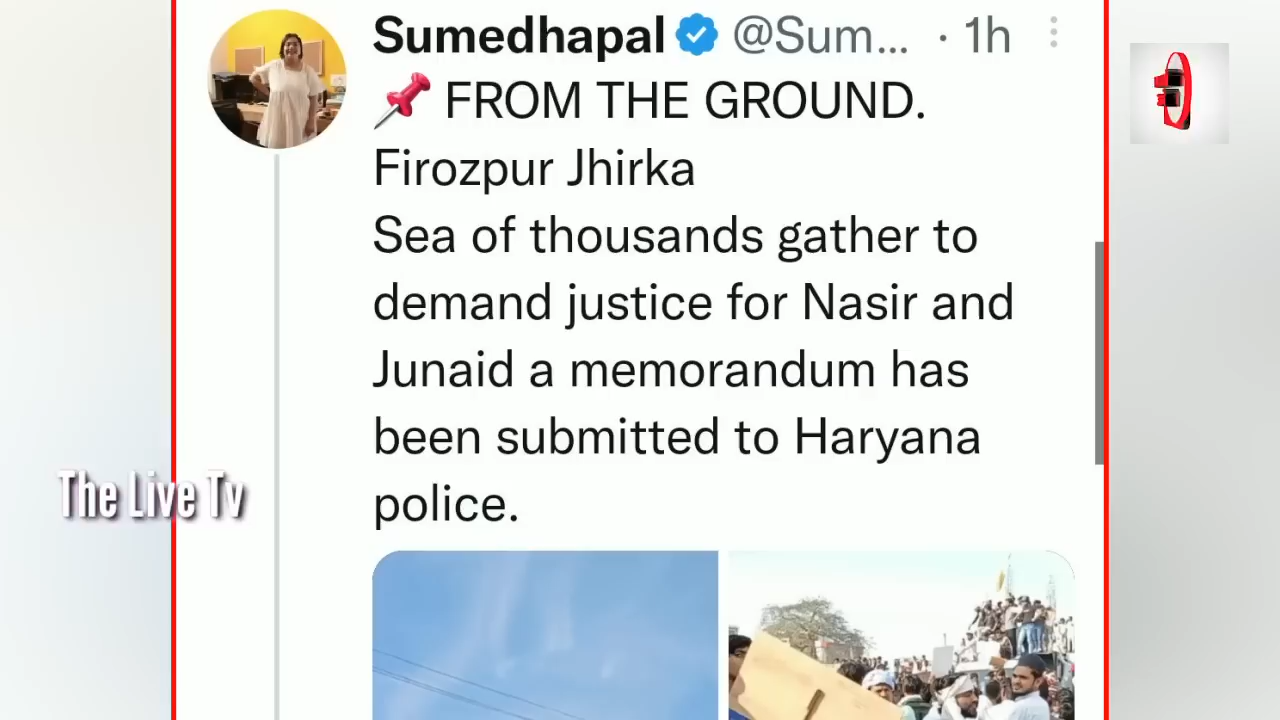 Sumedhapal @Sum... · 1h
📌 FROM THE GROUND.
Firozpur Jhirka
Sea of thousands gather to
demand justice for Nasir and
Junaid a memorandum has
been submitted to Haryana
police.
The Live Tv